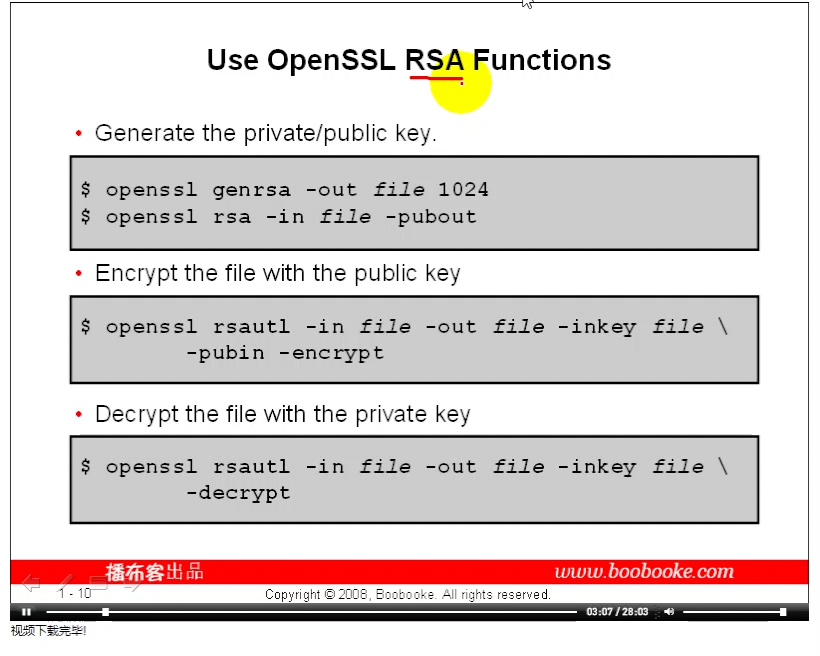 Use OpenSSL RSA Functions
• Generate the private/public key.
$ openssl genrsa -out file 1024
$ openssl rsa -in file -pubout
• Encrypt the file with the public key
$ openssl rsautl -in file -out file -inkey file \
-pubin -encrypt
• Decrypt the file with the private key
$ openssl rsautl -in file -out file -inkey file \
-decrypt
播布客出品 www.boobooke.com
1 - 10 Copyright © 2008, Boobooke. All rights reserved.
03:07 / 28:03
视频下载完毕!